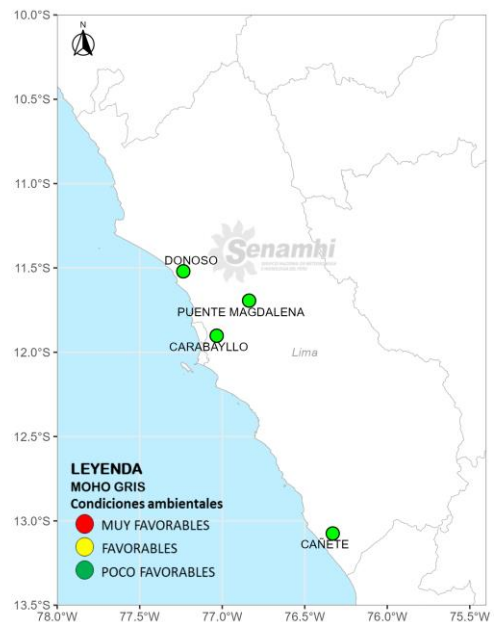 10.0°S
N
10.5°S
11.0°S
11.5°S
12.0°S
12.5°S
13.0°S
13.5°S
Senamhi
DONOSO
PUENTE MAGDALENA
CARABAYLLO
Lima
CAÑETE
LEYENDA
MOHO GRIS
Condiciones ambientales
MUY FAVORABLES
FAVORABLES
POCO FAVORABLES
78.0°W 77.5°W 77.0°W 76.5°W 76.0°W 75.5°W